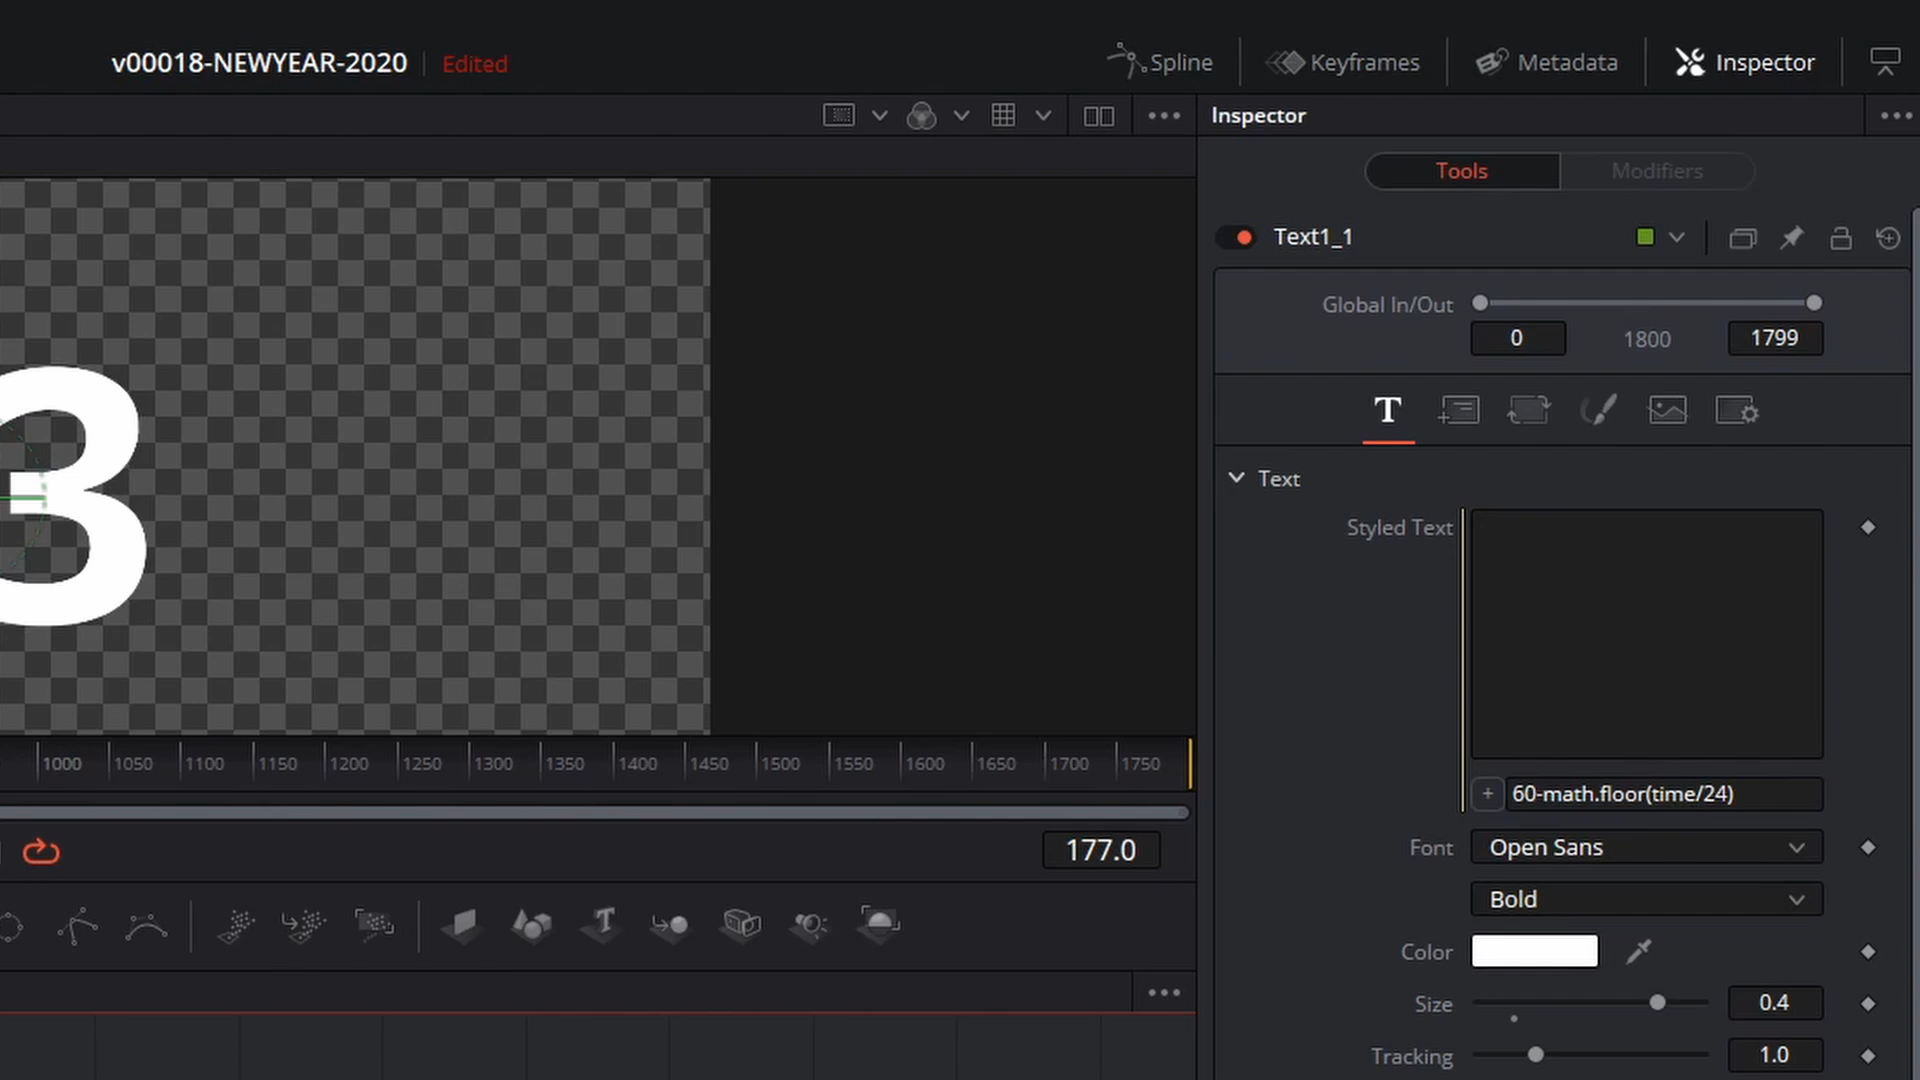 v00018-NEWYEAR-2020 Edited Spline Keyframes Metadata Inspector
Inspector
Tools Modifiers
Text1_1
Global In/Out
0 1800 1799
T
Text
3
Styled Text
1000 1050 1100 1150 1200 1250 1300 1350 1400 1450 1500 1550 1600 1650 1700 1750
60-math.floor(time/24)
177.0
Font Open Sans
Bold
Color
Size 0.4
Tracking 1.0